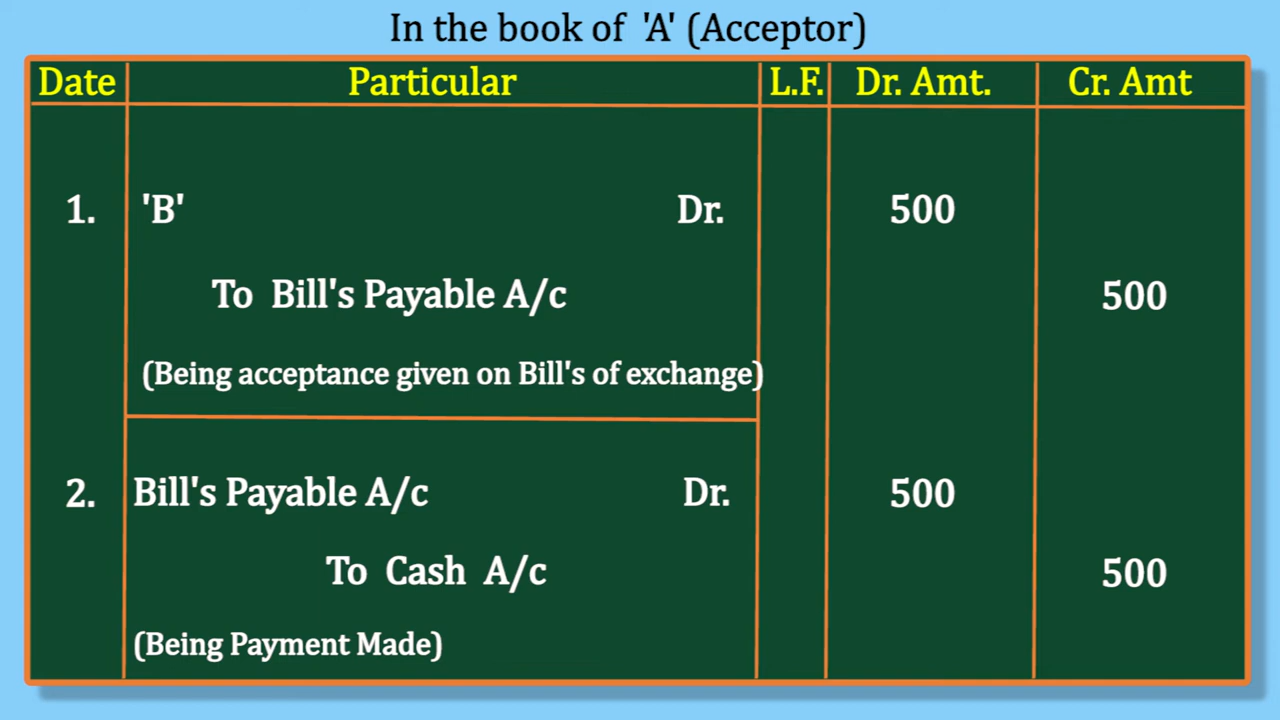 In the book of 'A' (Acceptor)
Date Particular L.F. Dr. Amt. Cr. Amt
1. 'B' Dr. 500
To Bill's Payable A/c 500
(Being acceptance given on Bill's of exchange)
2. Bill's Payable A/c Dr. 500
To Cash A/c 500
(Being Payment Made)